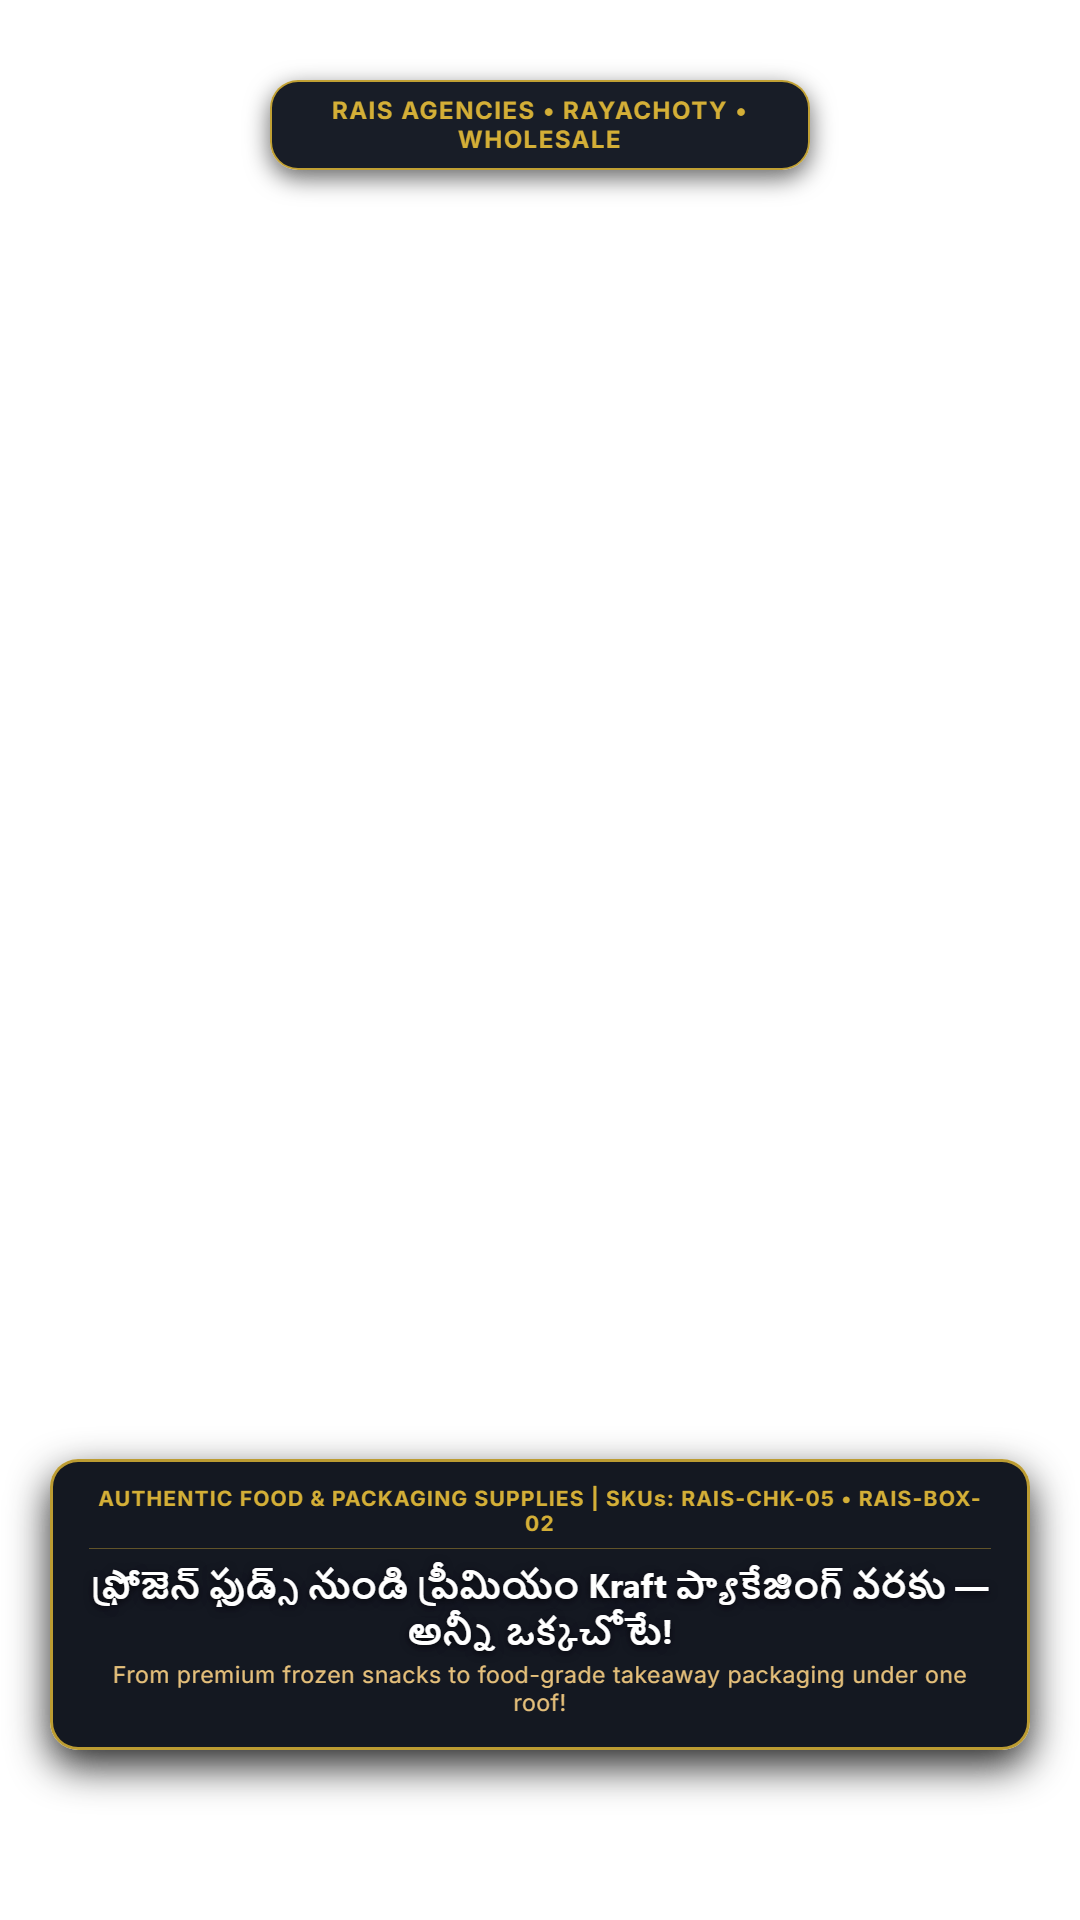 RAIS AGENCIES • RAYACHOTY •
WHOLESALE
AUTHENTIC FOOD & PACKAGING SUPPLIES | SKUs: RAIS-CHK-05 • RAIS-BOX-
02
ఫ్రోజెన్ ఫుడ్స్ నుండి ప్రీమియం Kraft ప్యాకేజింగ్ వరకు —
అన్నీ ఒక్కచోటే!
From premium frozen snacks to food-grade takeaway packaging under one
roof!